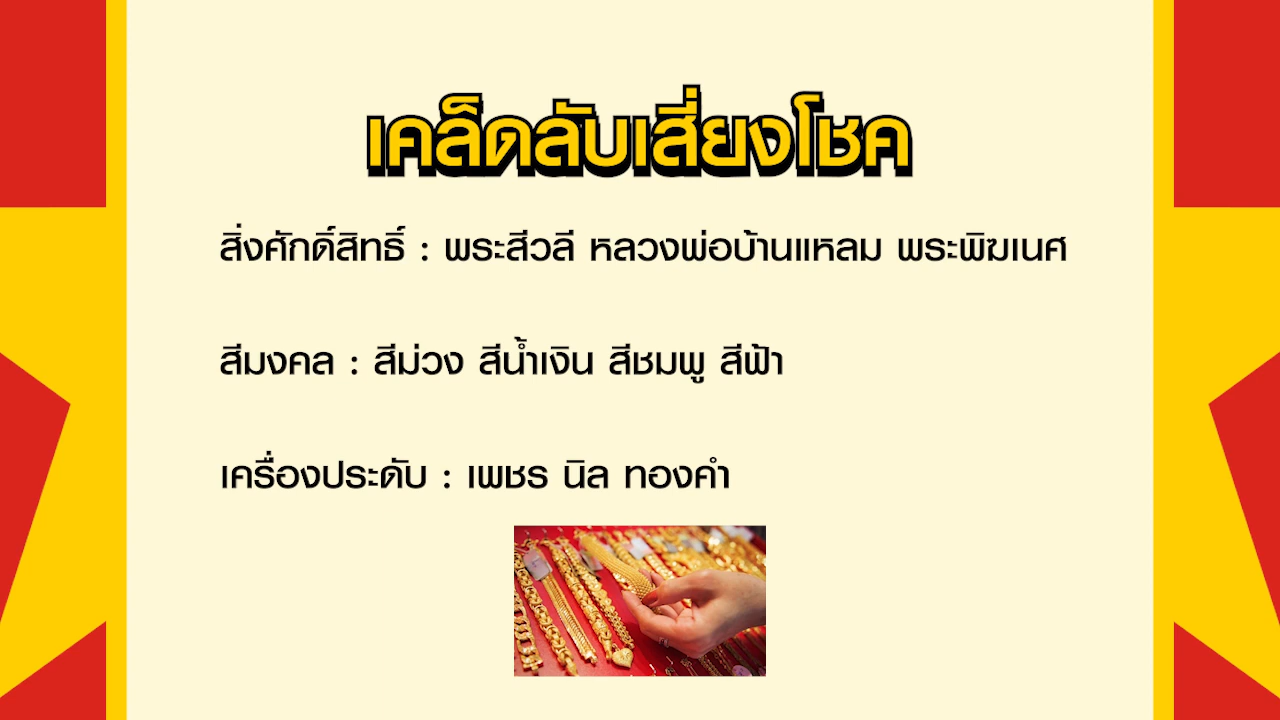 เคล็ดลับเสี่ยงโชค
สิ่งศักดิ์สิทธิ์ : พระสีวลี หลวงพ่อบ้านแหลม พระพิฆเนศ
สีมงคล : สีม่วง สีน้ำเงิน สีชมพู สีฟ้า
เครื่องประดับ : เพชร นิล ทองคำ